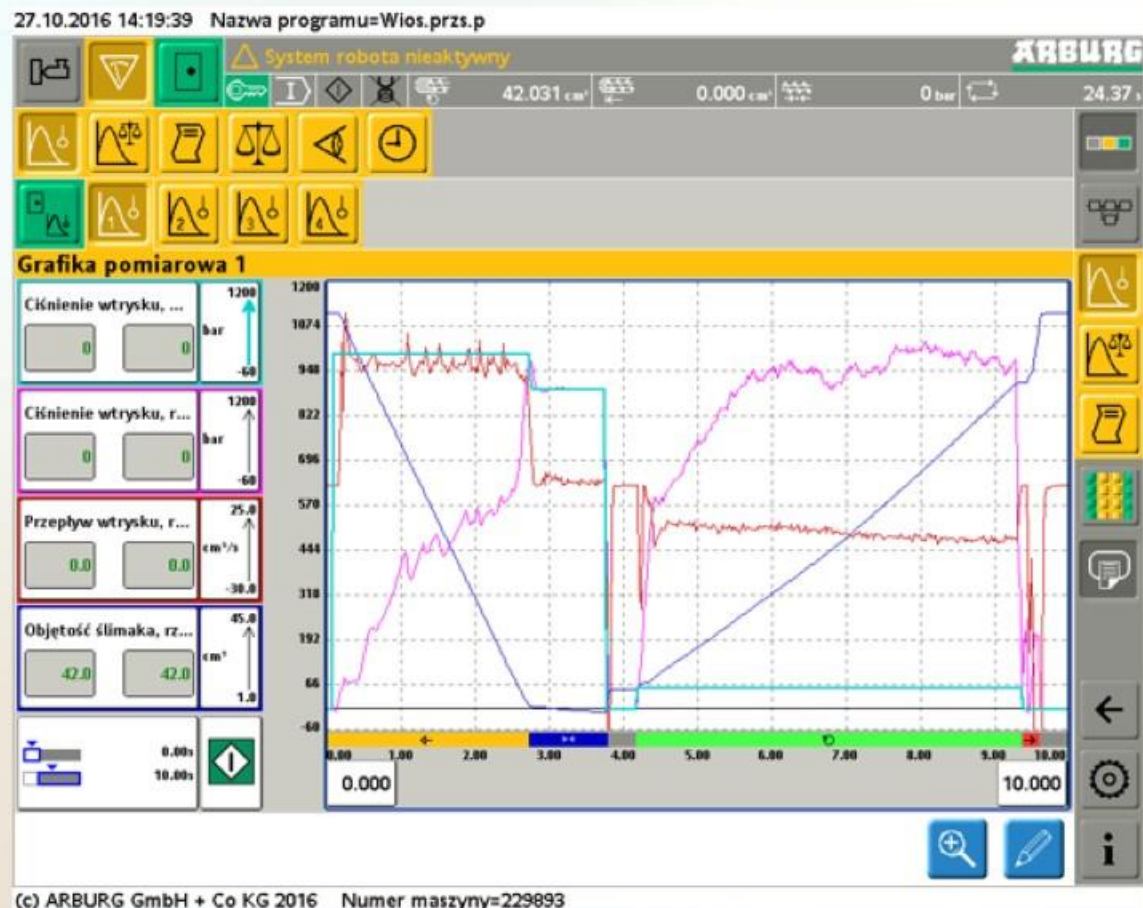 27.10.2016 14:19:39 Nazwa programu=Wios.przs.p
System robota nieaktywny
ARBURG
42.031 cm³ 0.000 cm³ 0 bar 24.37 s
1 2 3 4
Grafika pomiarowa 1
Ciśnienie wtrysku, ...
0 0
bar
1200
-60
Ciśnienie wtrysku, r...
0 0
bar
1200
-60
Przepływ wtrysku, r...
0.0 0.0
cm³/s
25.0
-30.0
Objętość ślimaka, rz...
42.0 42.0
cm³
45.0
1.0
0.00s
10.00s
1200
1074
948
822
696
570
444
318
192
66
-60
0.00 1.00 2.00 3.00 4.00 5.00 6.00 7.00 8.00 9.00 10.00
0.000 10.000
(c) ARBURG GmbH + Co KG 2016 Numer maszyny=229893